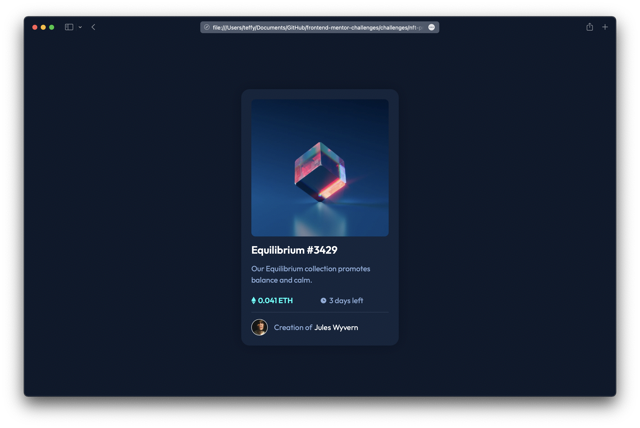 file:///Users/teffy/Documents/GitHub/frontend-mentor-challenges/challenges/nft-
Equilibrium #3429
Our Equilibrium collection promotes
balance and calm.
0.041 ETH
3 days left
Creation of Jules Wyvern